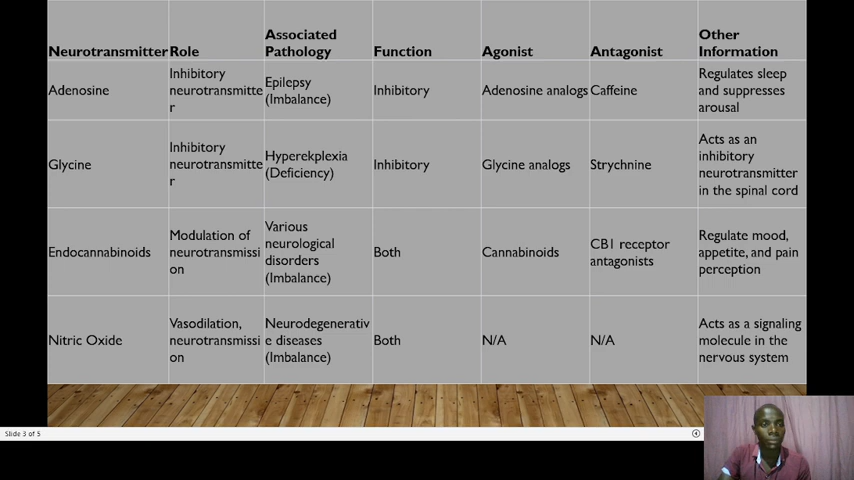 Neurotransmitter
Role
Associated
Pathology
Function
Agonist
Antagonist
Other
Information
Adenosine
Inhibitory
neurotransmitte
r
Epilepsy
(Imbalance)
Inhibitory
Adenosine analogs
Caffeine
Regulates sleep
and suppresses
arousal
Glycine
Inhibitory
neurotransmitte
r
Hyperekplexia
(Deficiency)
Inhibitory
Glycine analogs
Strychnine
Acts as an
inhibitory
neurotransmitter
in the spinal cord
Endocannabinoids
Modulation of
neurotransmissi
on
Various
neurological
disorders
(Imbalance)
Both
Cannabinoids
CB1 receptor
antagonists
Regulate mood,
appetite, and pain
perception
Nitric Oxide
Vasodilation,
neurotransmissi
on
Neurodegenerativ
e diseases
(Imbalance)
Both
N/A
N/A
Acts as a signaling
molecule in the
nervous system
Slide 3 of 5